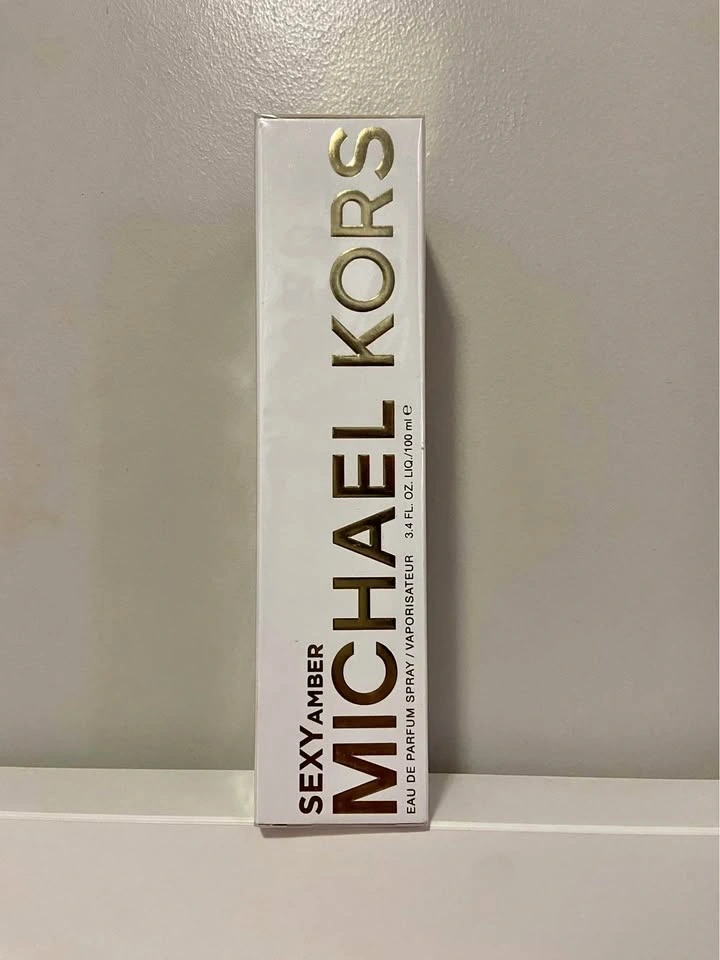 SEXY AMBER
MICHAEL KORS
EAU DE PARFUM SPRAY / VAPORISATEUR 3.4 FL. OZ. LIQ./100 ml ℮